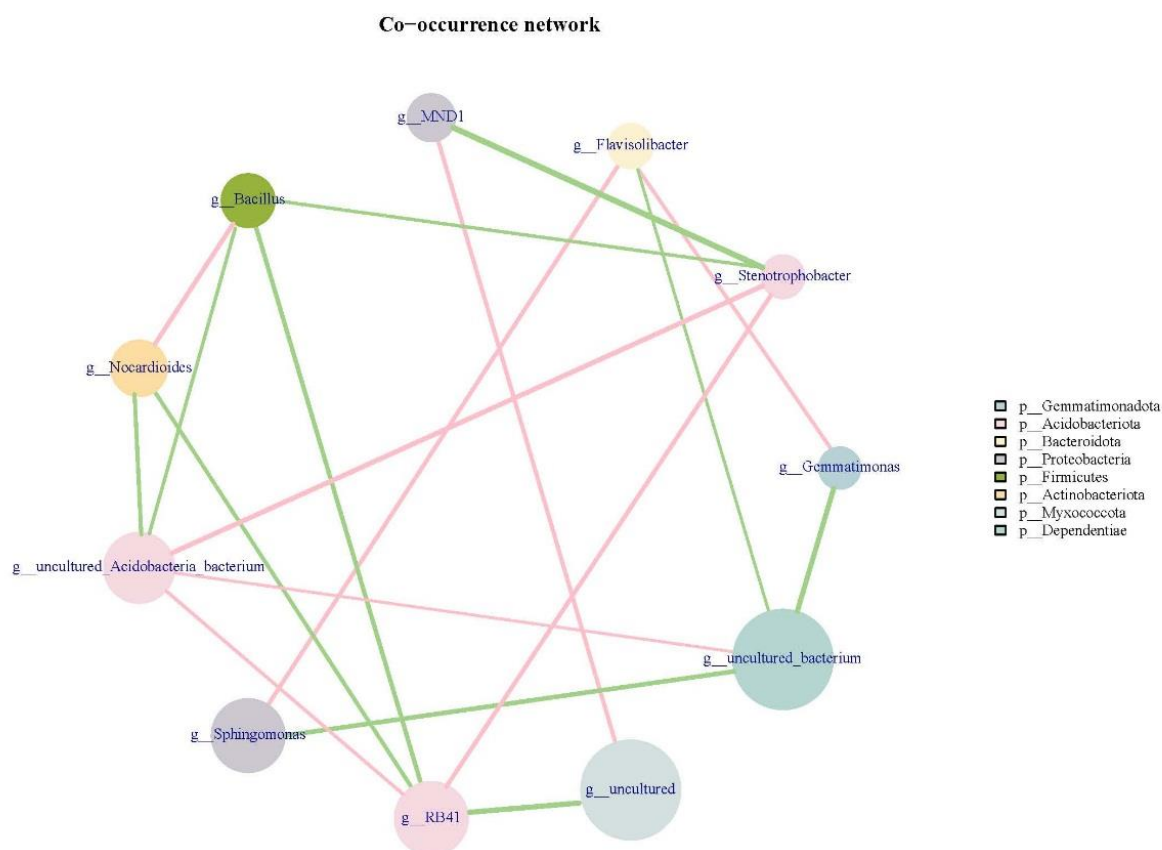 Co−occurrence network
g__MND1
g__Flavisolibacter
g__Bacillus
g__Stenotrophobacter
g__Nocardioides
g__Gemmatimonas
g__uncultured_Acidobacteria_bacterium
g__uncultured_bacterium
g__Sphingomonas
g__uncultured
g__RB41
p__Gemmatimonadota
p__Acidobacteriota
p__Bacteroidota
p__Proteobacteria
p__Firmicutes
p__Actinobacteriota
p__Myxococcota
p__Dependentiae